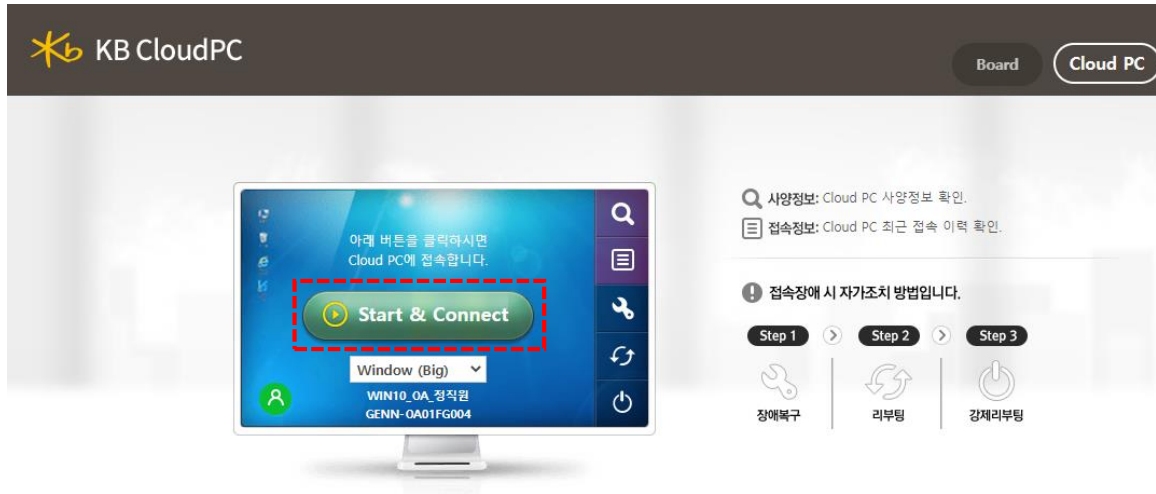 KB CloudPC
Board
Cloud PC
아래 버튼을 클릭하시면
Cloud PC에 접속합니다.
Start & Connect
Window (Big)
WIN10_OA_정직원
GENN-OA01FG004
사양정보: Cloud PC 사양정보 확인.
접속정보: Cloud PC 최근 접속 이력 확인.
접속장애 시 자가조치 방법입니다.
Step 1
Step 2
Step 3
장애복구
리부팅
강제리부팅